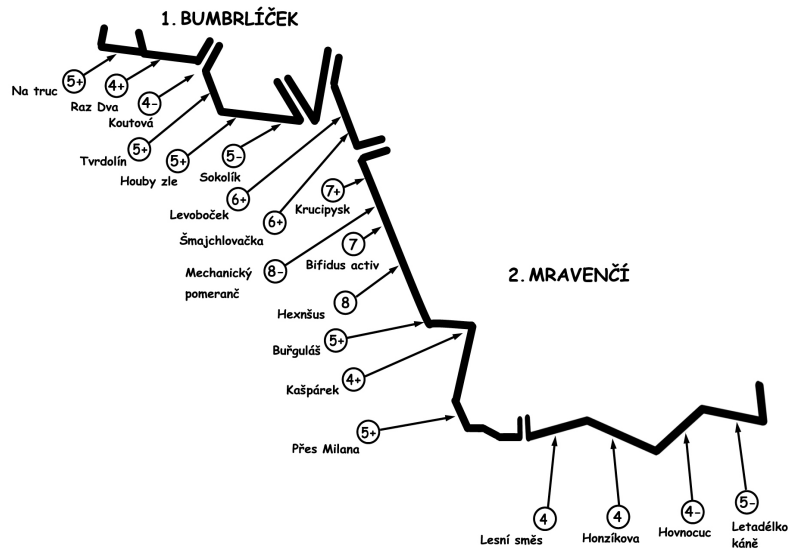 1. BUMBRLÍČEK
5+
Na truc
4+
Raz Dva
4-
Koutová
5+
Tvrdolín
5+
Houby zle
5-
Sokolík
6+
Levoboček
6+
Šmajchlovačka
7+
Krucipysk
8-
Mechanický
pomeranč
7
Bifidus activ
8
Hexnšus
2. MRAVENČÍ
5+
Buřguláš
4+
Kašpárek
5+
Přes Milana
4
Lesní směs
4
Honzíkova
4-
Hovnocuc
5-
Letadélko
káně